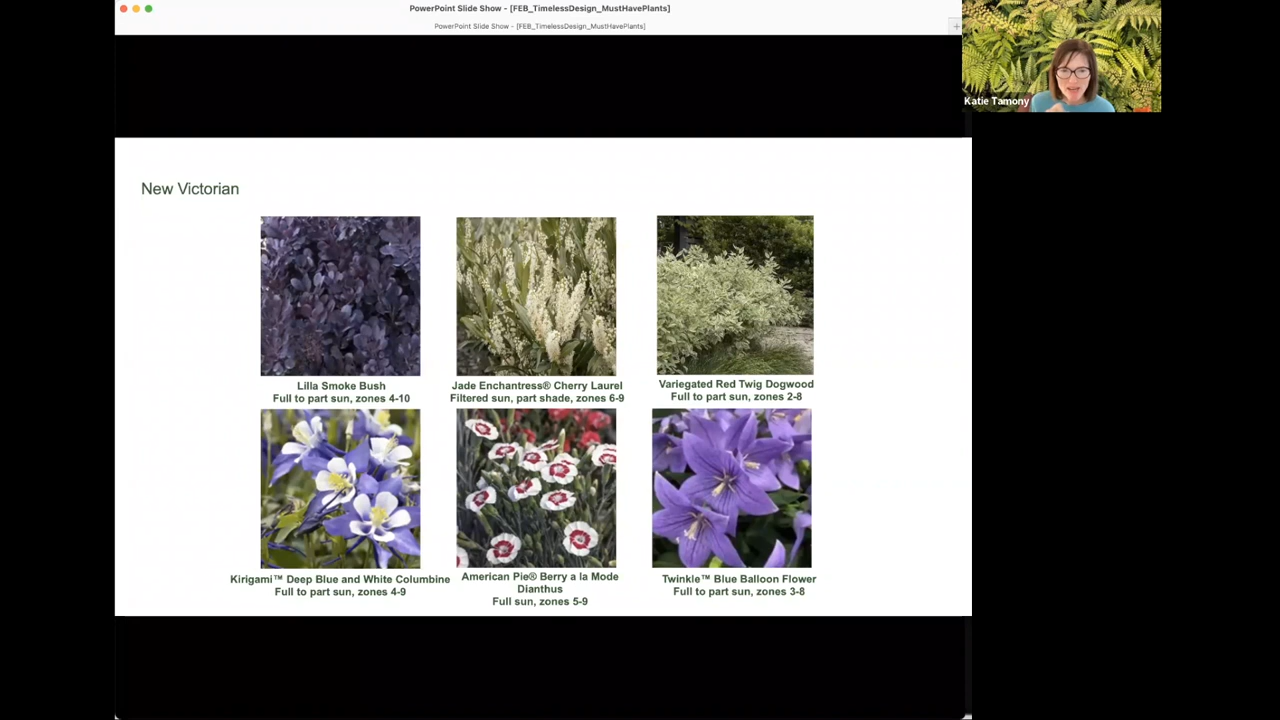 PowerPoint Slide Show - [FEB_TimelessDesign_MustHavePlants]
PowerPoint Slide Show - [FEB_TimelessDesign_MustHavePlants]
Katie Tamony
New Victorian
Lilla Smoke Bush
Full to part sun, zones 4-10
Jade Enchantress® Cherry Laurel
Filtered sun, part shade, zones 6-9
Variegated Red Twig Dogwood
Full to part sun, zones 2-8
Kirigami™ Deep Blue and White Columbine
Full to part sun, zones 4-9
American Pie® Berry a la Mode
Dianthus
Full sun, zones 5-9
Twinkle™ Blue Balloon Flower
Full to part sun, zones 3-8